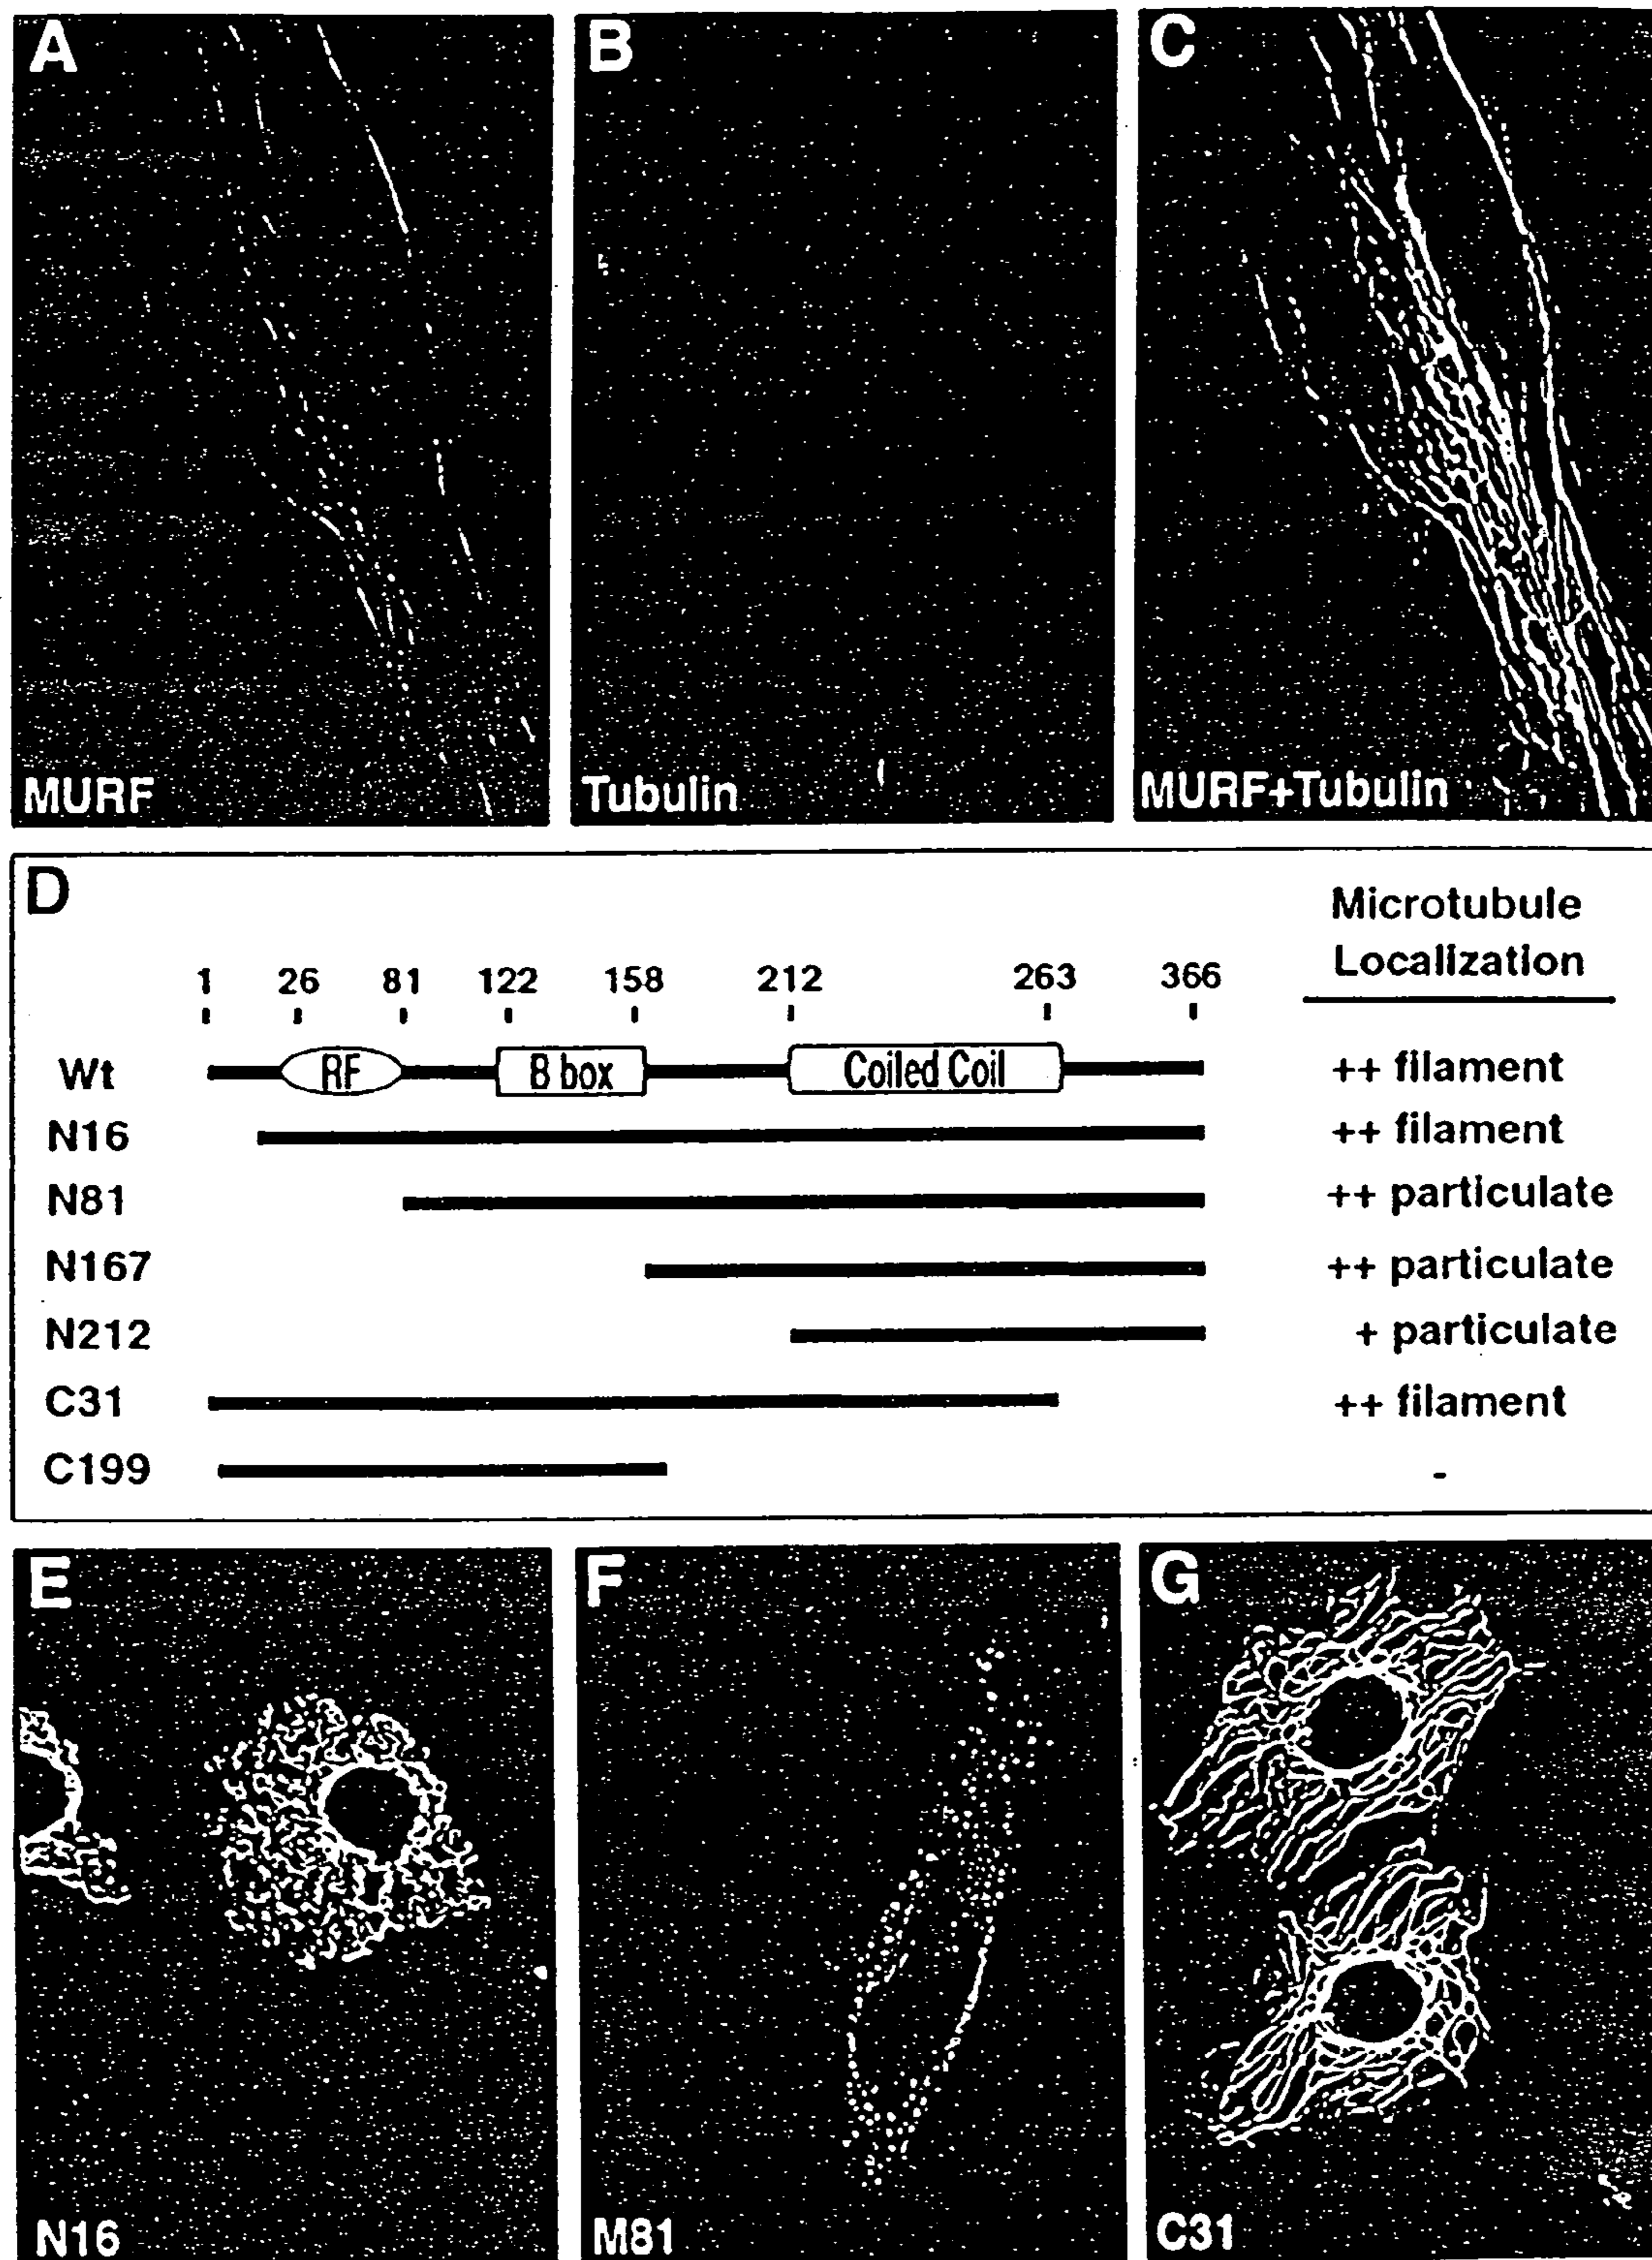 A
MURF
B
Tubulin
C
MURF+Tubulin
D
Microtubule
Localization
1 26 81 122 158 212 263 366
Wt RF B box Coiled Coil ++ filament
N16 ++ filament
N81 ++ particulate
N167 ++ particulate
N212 + particulate
C31 ++ filament
C199 -
E
N16
F
M81
G
C31